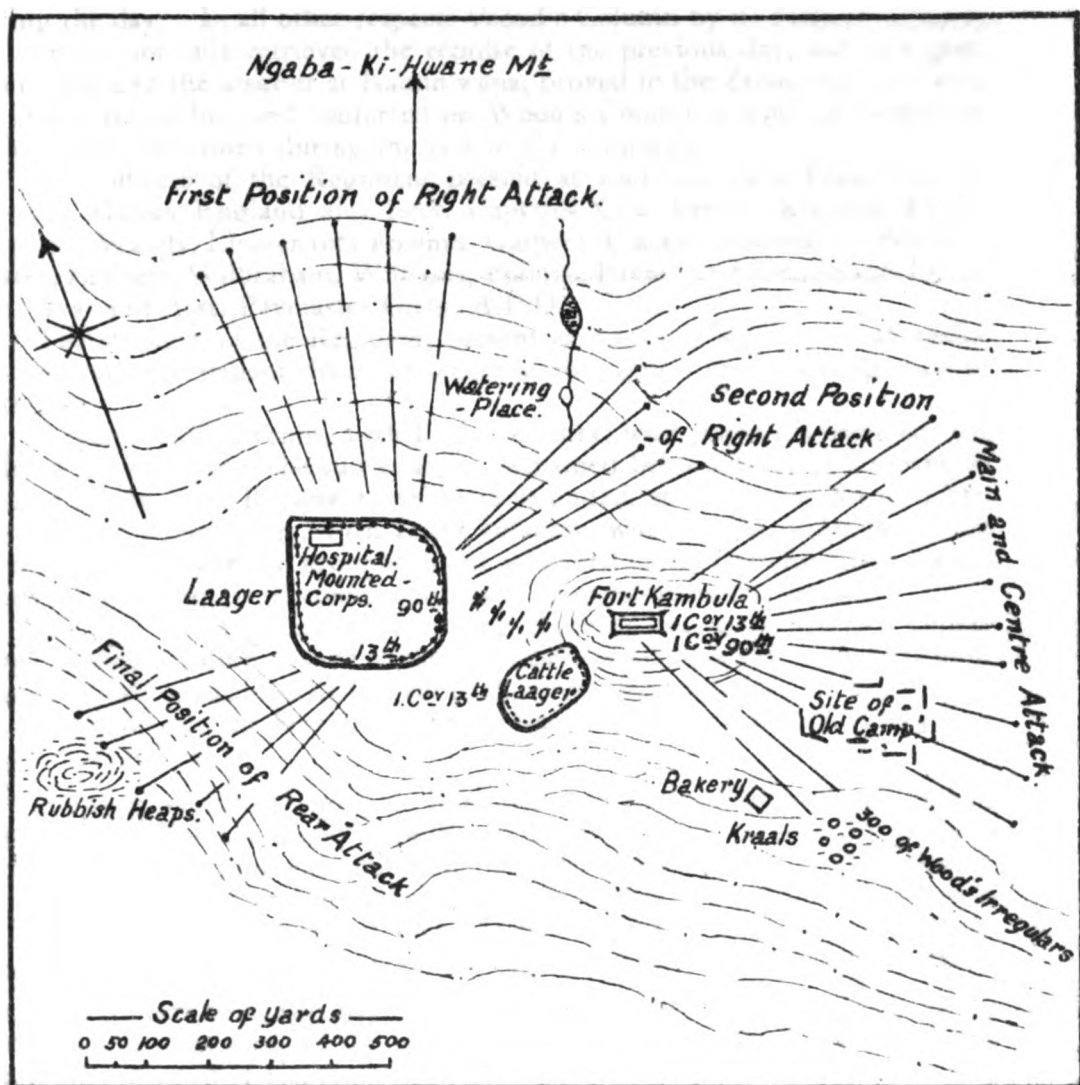 Ngaba-Ki-Hwane Mt
First Position of Right Attack.
Watering
-Place.
Second Position
-of Right Attack
Main and Centre Attack.
Laager
Hospital.
Mounted-
Corps.
90th
13th
Fort Kambula
1 Coy 13th
1 Coy 90th
Cattle
Laager
1. Coy 13th
Site of
Old Camp
Final Position of Rear Attack
Rubbish Heaps.
Bakery
Kraals
300 of Wood's Irregulars
Scale of yards
0 50 100 200 300 400 500